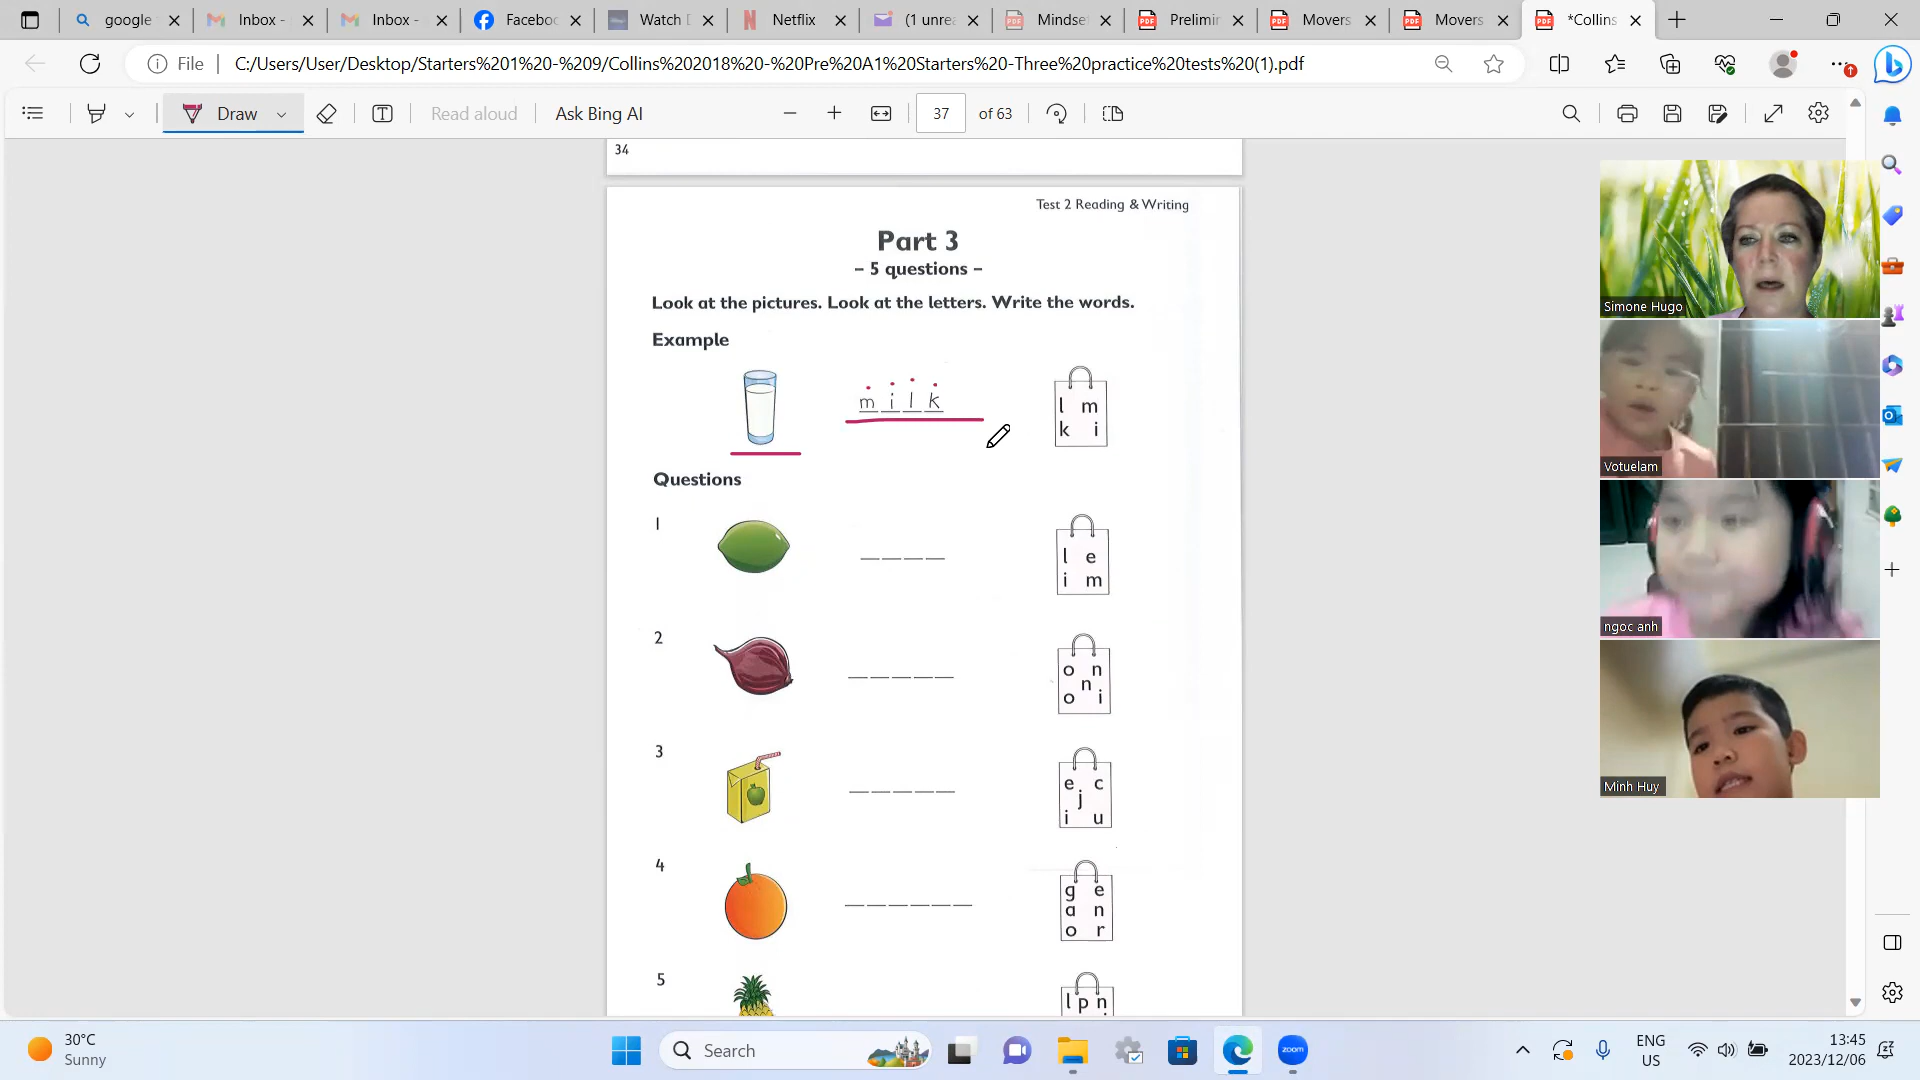 google
Inbox -
Inbox -
Faceboo
Watch D
Netflix
(1 unrea
Mindse
Prelimin
Movers
Movers
*Collins
File
C:/Users/User/Desktop/Starters%201%20-%209/Collins%202018%20-%20Pre%20A1%20Starters%20-Three%20practice%20tests%20(1).pdf
Draw
Read aloud
Ask Bing AI
37 of 63
34
Test 2 Reading & Writing
Part 3
– 5 questions –
Look at the pictures. Look at the letters. Write the words.
Example
m i l k
l m
k i
Questions
1
l e
i m
2
o n
n
o i
3
e c
j
i u
4
g e
a n
o r
5
l p n
Simone Hugo
Votuelam
ngoc anh
Minh Huy
30°C
Sunny
Search
zoom
ENG
US
13:45
2023/12/06